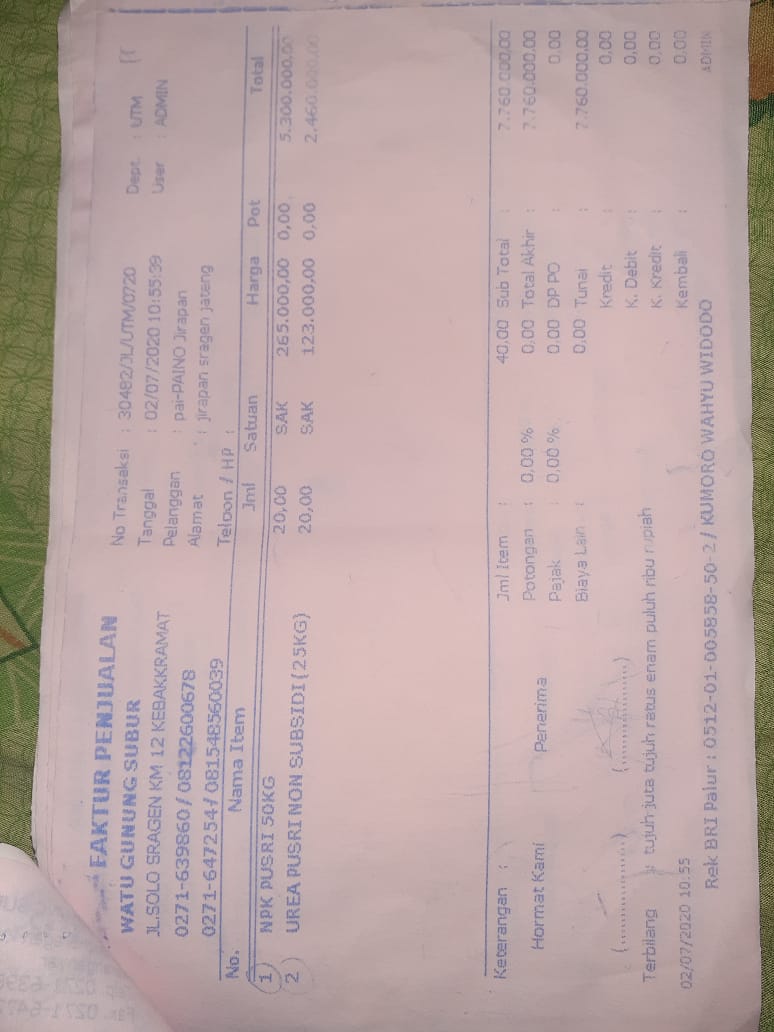 FAKTUR PENJUALAN
WATU GUNUNG SUBUR
JL.SOLO SRAGEN KM 12 KEBAKKRAMAT
0271-639860 / 08122600678
0271-647254 / 081548560039
No Transaksi : 30482/JL/UTM/0720
Tanggal : 02/07/2020 10:55:39
Pelanggan : pai-PAINO Jirapan
Alamat : jirapan sragen jateng
Telpon / HP :
Dept. : UTM
User : ADMIN
No. Nama Item Jml Satuan Harga Pot Total
1 NPK PUSRI 50KG 20,00 SAK 265.000,00 0,00 5.300.000,00
2 UREA PUSRI NON SUBSIDI (25KG) 20,00 SAK 123.000,00 0,00 2.460.000,00
Keterangan :
Hormat Kami Penerima
(...................) (...................)
Jml Item : 40,00
Potongan : 0,00 % 0,00
Pajak : 0,00 % 0,00
Biaya Lain : 0,00
Sub Total : 7.760.000,00
Total Akhir : 7.760.000,00
DP PO : 0,00
Tunai : 7.760.000,00
Kredit : 0,00
K. Debit : 0,00
K. Kredit : 0,00
Kembali : 0,00
Terbilang : tujuh juta tujuh ratus enam puluh ribu rupiah
02/07/2020 10:55
Rek BRI Palur : 0512-01-005858-50-2 / KUMORO WAHYU WIDODO
ADMIN